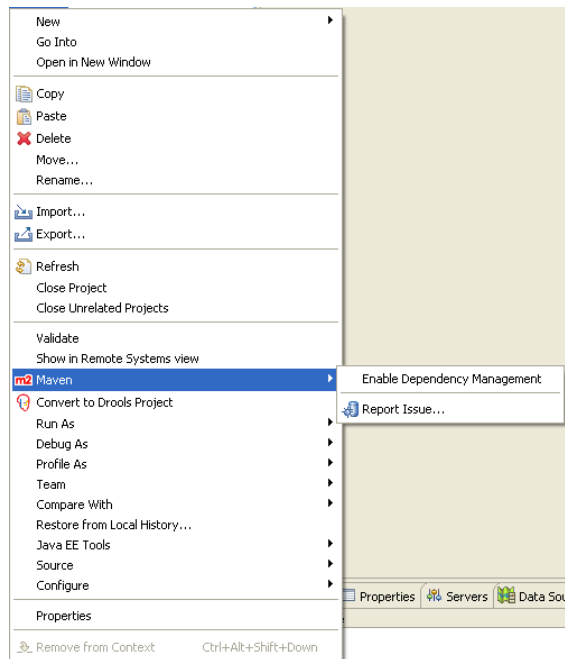 New
Go Into
Open in New Window
Copy
Paste
Delete
Move...
Rename...
Import...
Export...
Refresh
Close Project
Close Unrelated Projects
Validate
Show in Remote Systems view
m2 Maven
Enable Dependency Management
Report Issue...
Convert to Drools Project
Run As
Debug As
Profile As
Team
Compare With
Restore from Local History...
Java EE Tools
Source
Configure
Properties Servers Data Sou
Properties
Remove from Context Ctrl+Alt+Shift+Down